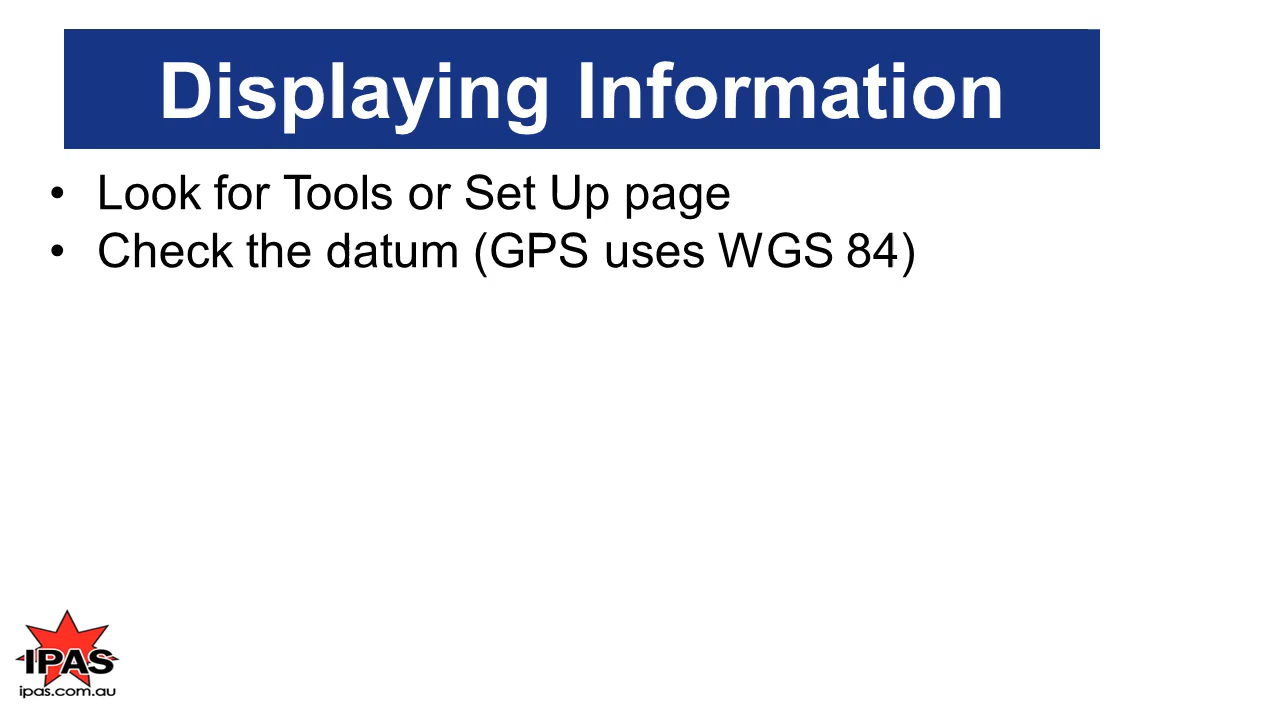 Displaying Information
• Look for Tools or Set Up page
• Check the datum (GPS uses WGS 84)
IPAS
ipas.com.au